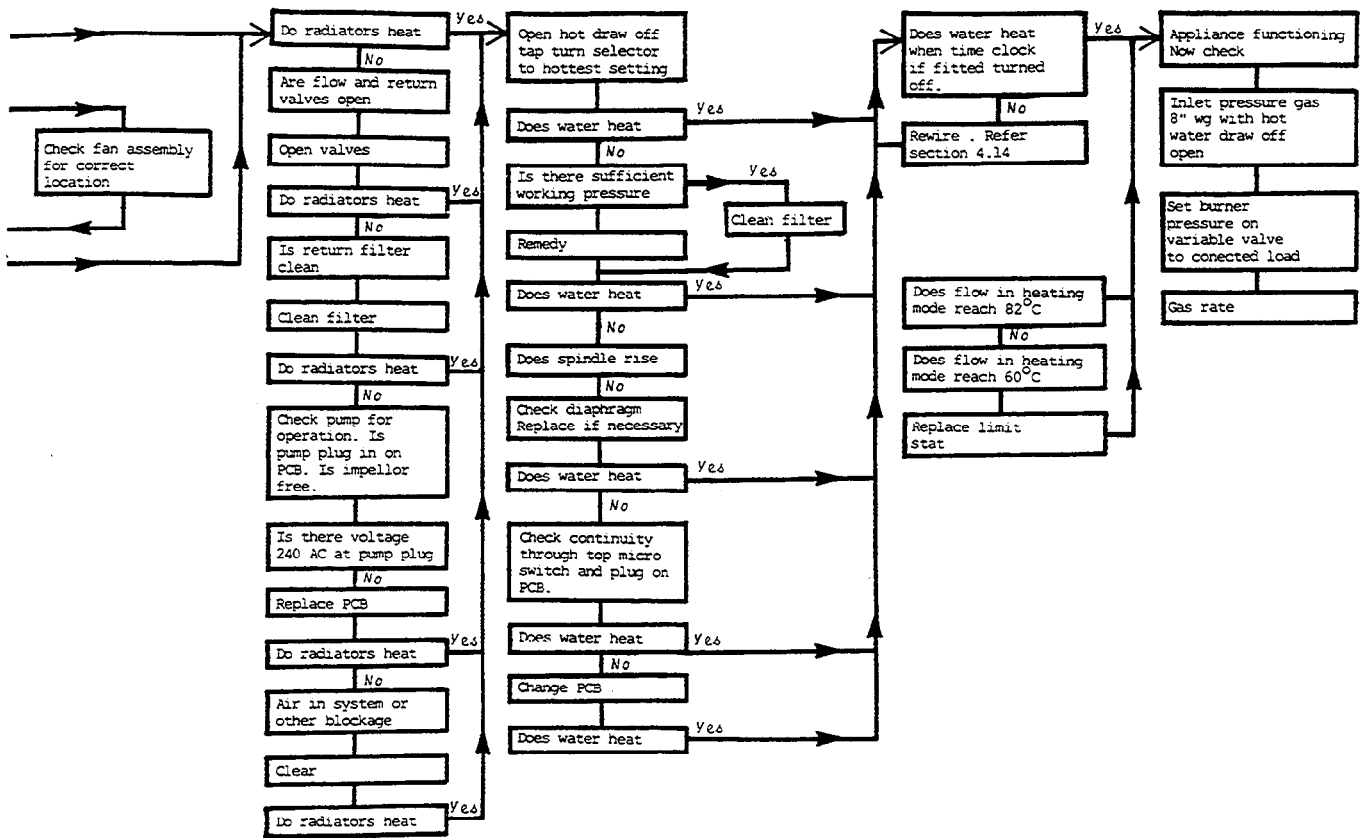 Check fan assembly
for correct
location
Do radiators heat
Yes
No
Are flow and return
valves open
Open valves
Do radiators heat
Yes
No
Is return filter
clean
Clean filter
Do radiators heat
Yes
No
Check pump for
operation. Is
pump plug in on
PCB. Is impellor
free.
Is there voltage
240 AC at pump plug
No
Replace PCB
Do radiators heat
Yes
No
Air in system or
other blockage
Clear
Do radiators heat
Yes
Open hot draw off
tap turn selector
to hottest setting
Does water heat
Yes
No
Is there sufficient
working pressure
Yes
Clean filter
Remedy
Does water heat
Yes
No
Does spindle rise
No
Check diaphragm
Replace if necessary
Does water heat
Yes
No
Check continuity
through top micro
switch and plug on
PCB.
Does water heat
Yes
No
Change PCB
Does water heat
Yes
Does water heat
when time clock
if fitted turned
off.
Yes
No
Rewire . Refer
section 4.14
Does flow in heating
mode reach 82°C
No
Does flow in heating
mode reach 60°C
Replace limit
stat
Appliance functioning
Now check
Inlet pressure gas
8" wg with hot
water draw off
open
Set burner
pressure on
variable valve
to conected load
Gas rate